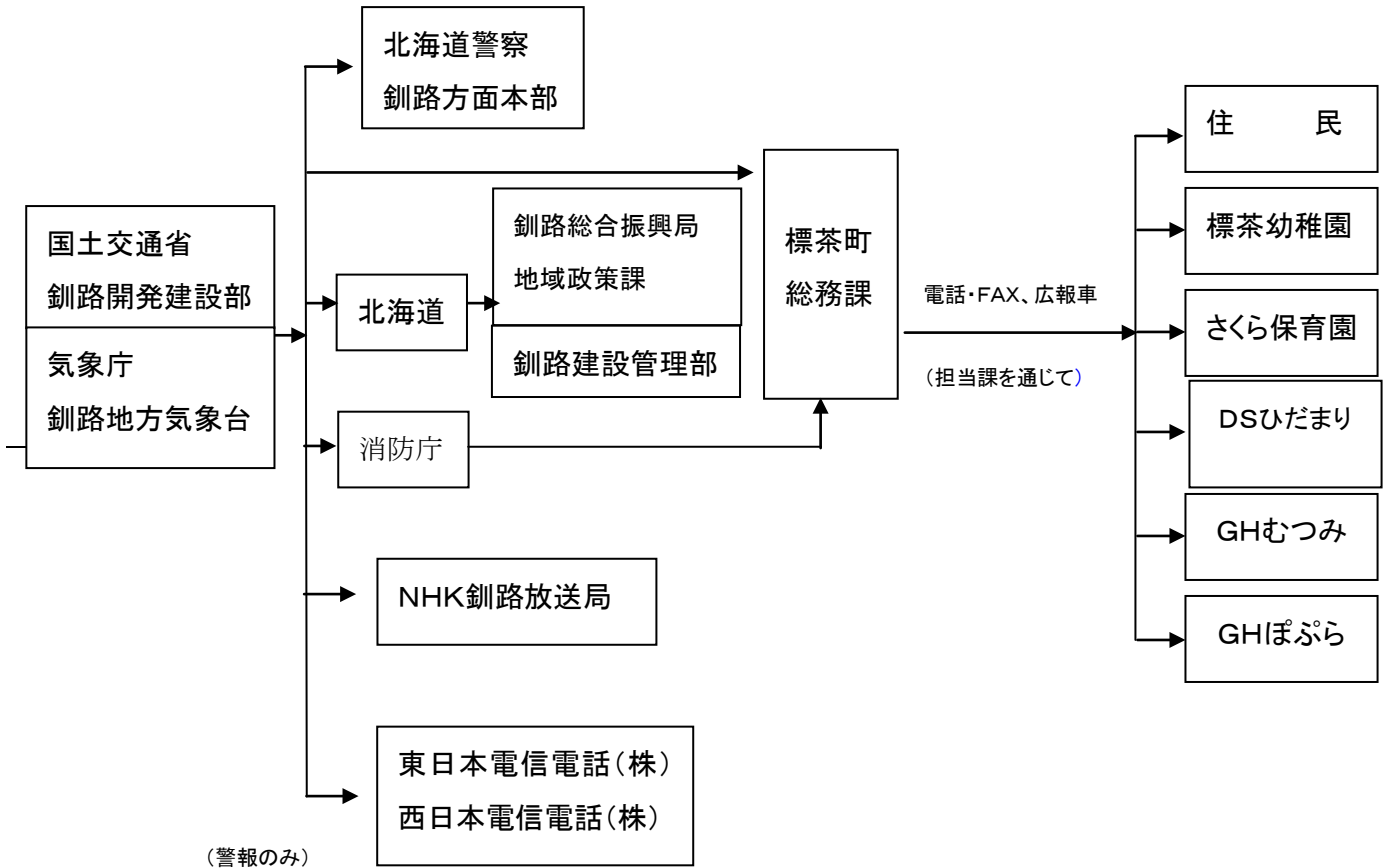 北海道警察
釧路方面本部
国土交通省
釧路開発建設部
気象庁
釧路地方気象台
北海道
釧路総合振興局
地域政策課
釧路建設管理部
消防庁
NHK釧路放送局
東日本電信電話(株)
西日本電信電話(株)
(警報のみ)
標茶町
総務課
電話・FAX、広報車
(担当課を通じて)
住　　民
標茶幼稚園
さくら保育園
DSひだまり
GHむつみ
GHぽぷら